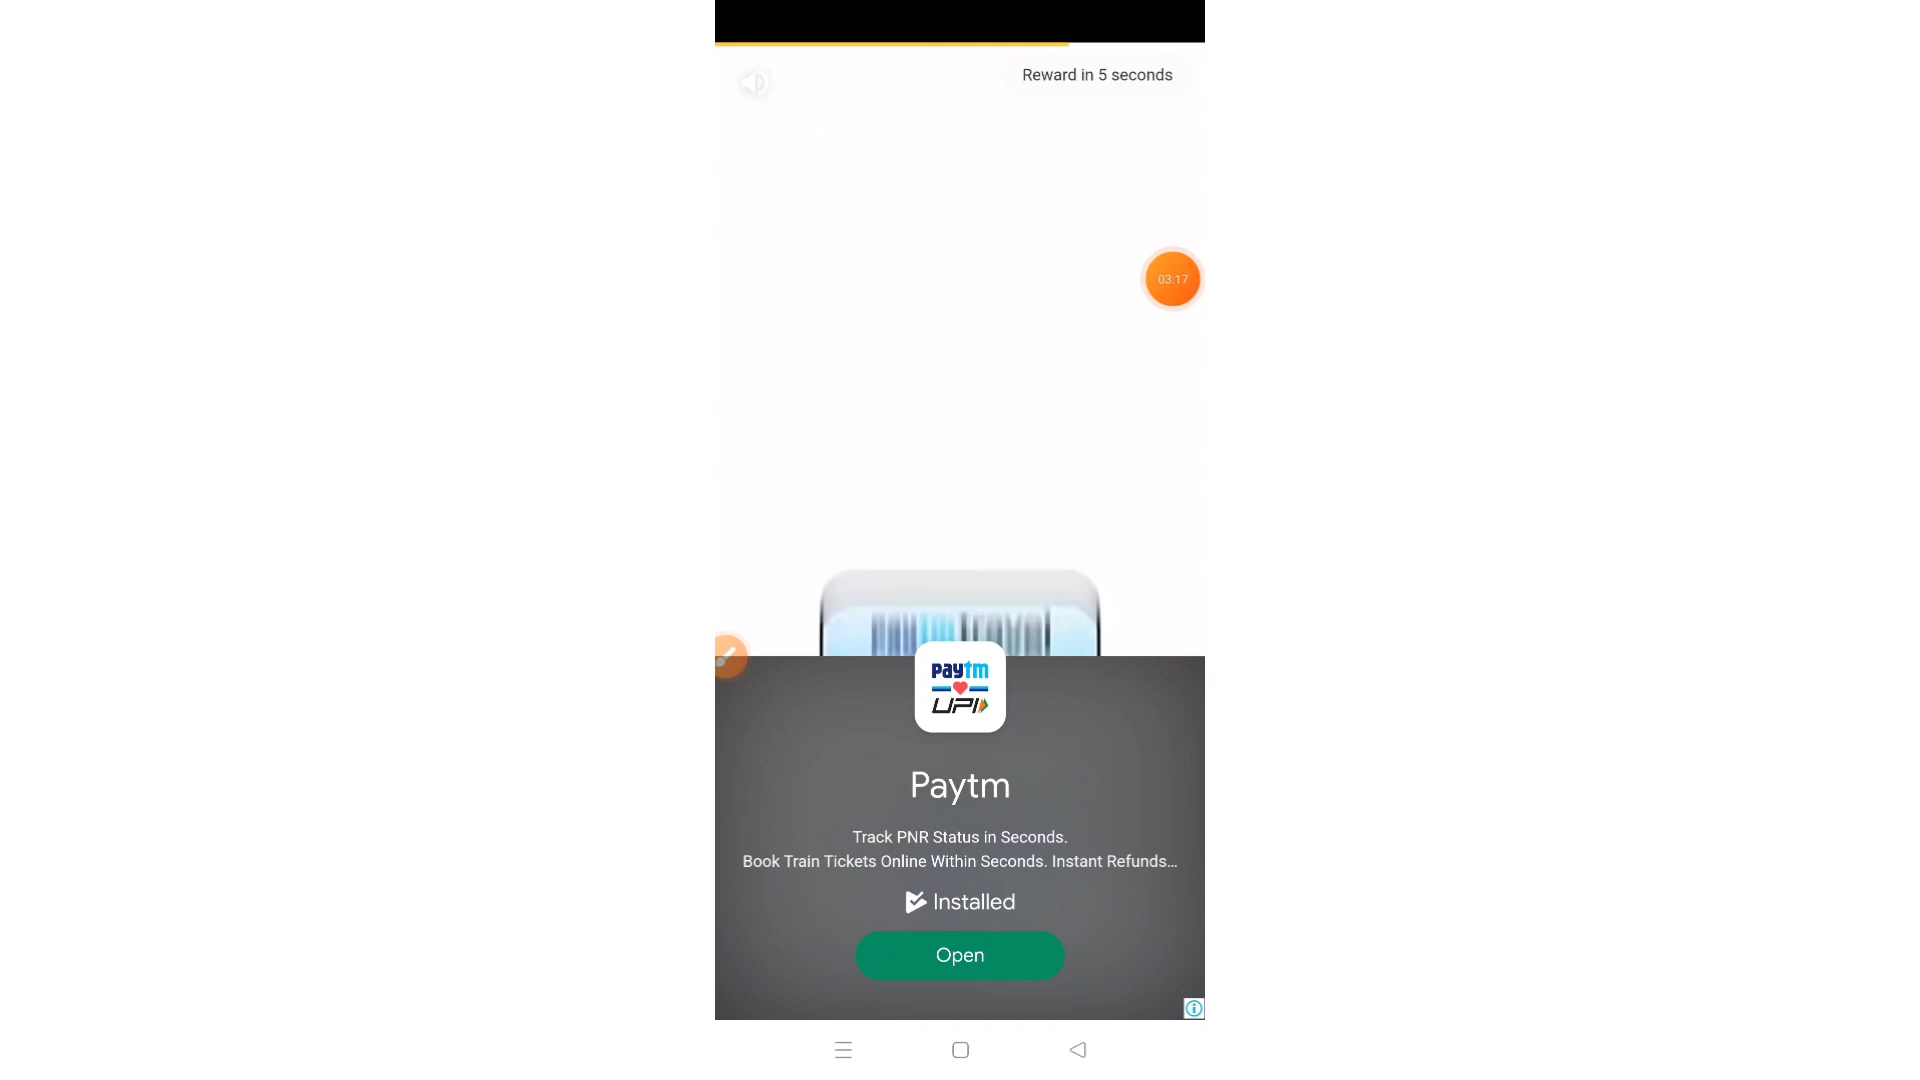 Reward in 5 seconds
03:17
paytm
UPI
Paytm
Track PNR Status in Seconds.
Book Train Tickets Online Within Seconds. Instant Refunds...
Installed
Open